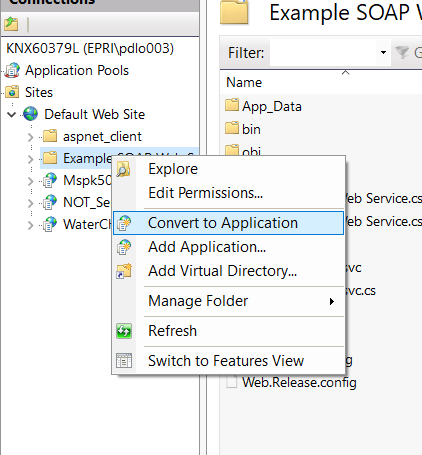 Connections
Example SOAP W
KNX60379L (EPRI\pdlo003)
Application Pools
Sites
Default Web Site
aspnet_client
Example SOAP Web S
Mspk50
NOT_Se
WaterCh
Filter:
G
Name
App_Data
bin
obj
Explore
Edit Permissions...
Convert to Application
Add Application...
Add Virtual Directory...
Manage Folder
Refresh
Switch to Features View
Web Service.cs
Web Service.cs
svc
svc.cs
g
Web.Release.config